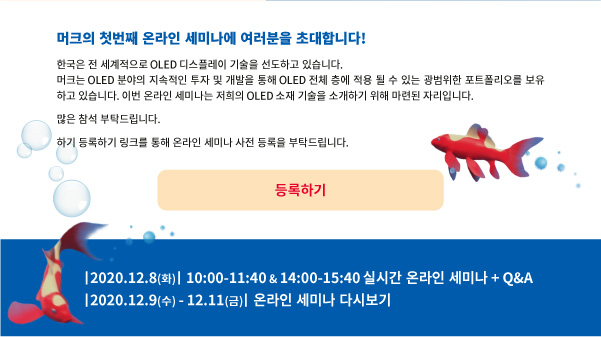 머크의 첫번째 온라인 세미나에 여러분을 초대합니다!
한국은 전 세계적으로 OLED 디스플레이 기술을 선도하고 있습니다.
머크는 OLED 분야의 지속적인 투자 및 개발을 통해 OLED 전체 층에 적용 될 수 있는 광범위한 포트폴리오를 보유
하고 있습니다. 이번 온라인 세미나는 저희의 OLED 소재 기술을 소개하기 위해 마련된 자리입니다.
많은 참석 부탁드립니다.
하기 등록하기 링크를 통해 온라인 세미나 사전 등록을 부탁드립니다.
등록하기
|2020.12.8(화)| 10:00-11:40 & 14:00-15:40 실시간 온라인 세미나 + Q&A
|2020.12.9(수) - 12.11(금)| 온라인 세미나 다시보기